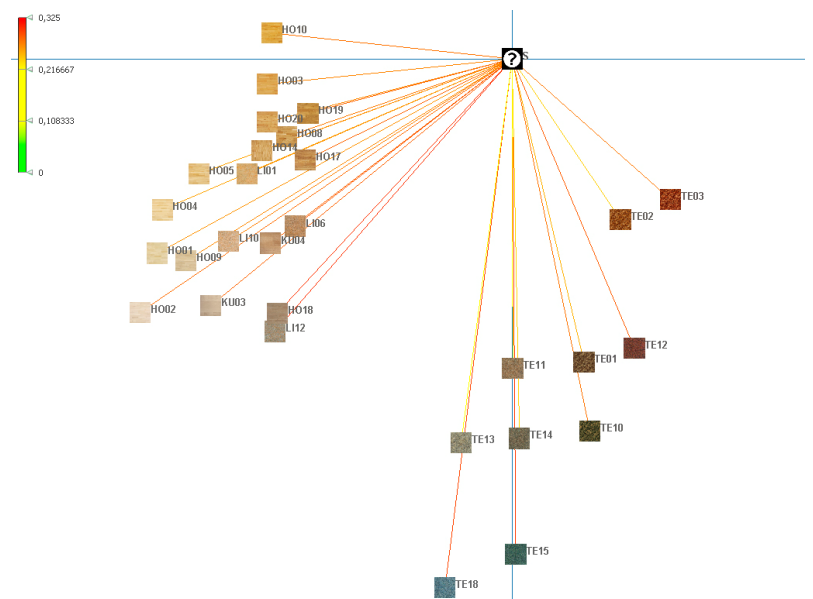 0,325
0,216667
0,108333
0
HO10
?
S
HO03
HO19
HO20
HO08
HO14
HO17
HO05
LI01
HO04
TE03
TE02
LI06
LI10
KU04
HO01
HO09
HO02
KU03
HO18
LI12
TE12
TE01
TE11
TE10
TE13
TE14
TE15
TE18